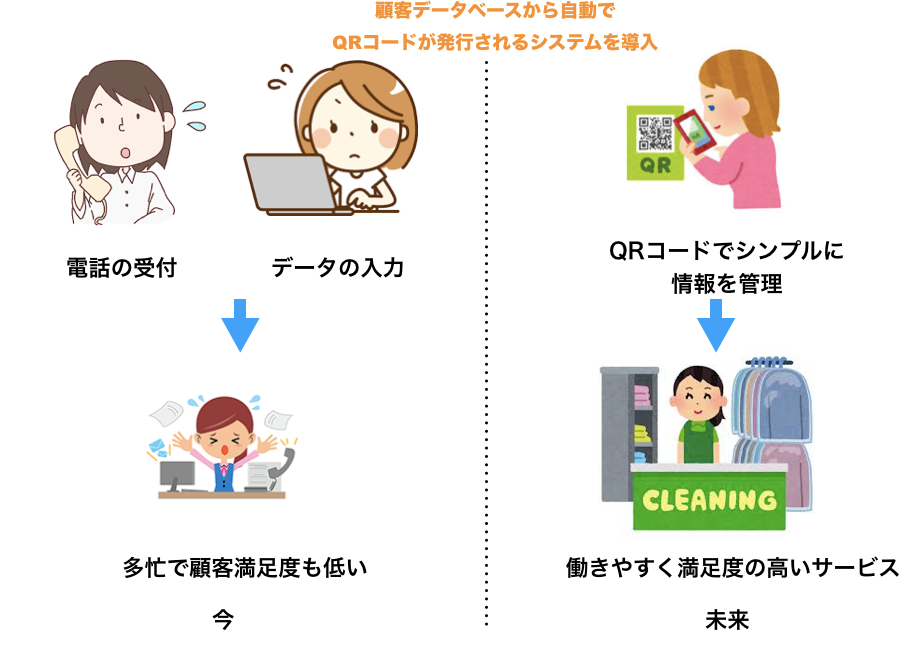 顧客データベースから自動で
QRコードが発行されるシステムを導入
QR
電話の受付
データの入力
QRコードでシンプルに
情報を管理
CLEANING
多忙で顧客満足度も低い
働きやすく満足度の高いサービス
今
未来